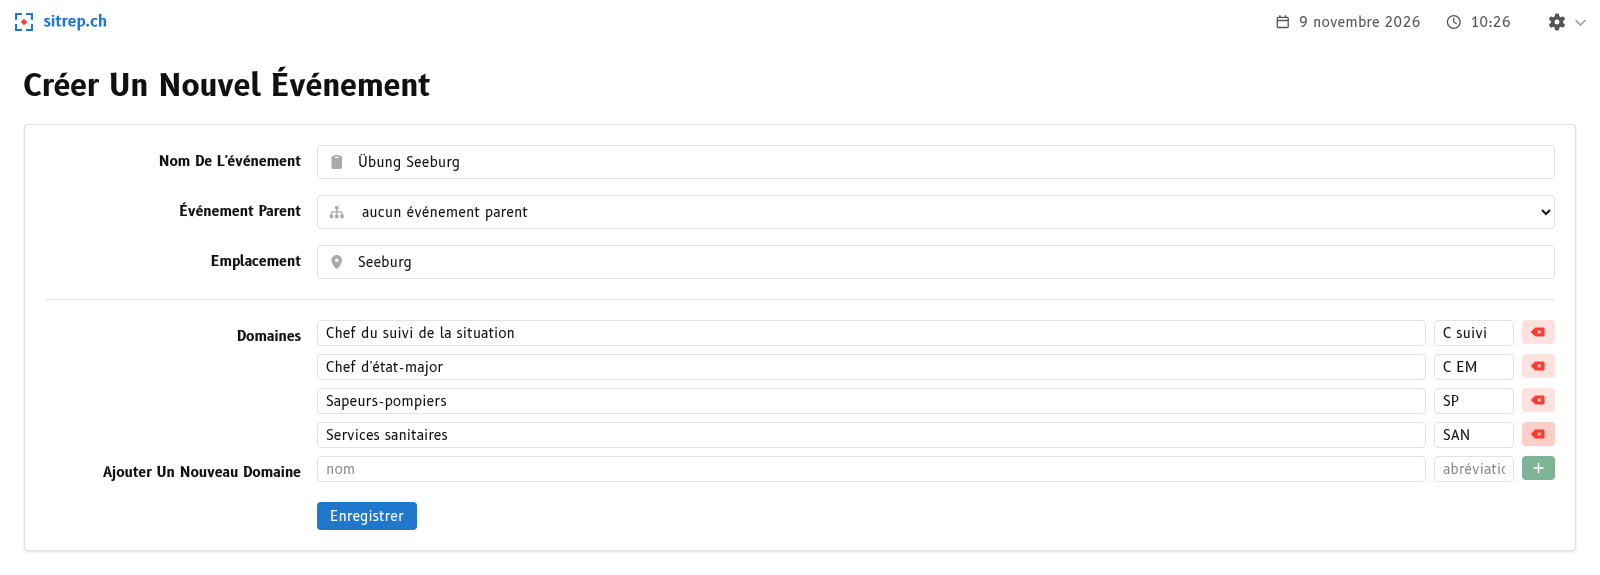 sitrep.ch
9 novembre 2026 10:26
Créer Un Nouvel Événement
Nom De L'événement Übung Seeburg
Événement Parent aucun événement parent
Emplacement Seeburg
Domaines Chef du suivi de la situation C suivi
Chef d'état-major C EM
Sapeurs-pompiers SP
Services sanitaires SAN
Ajouter Un Nouveau Domaine nom abréviatic
Enregistrer